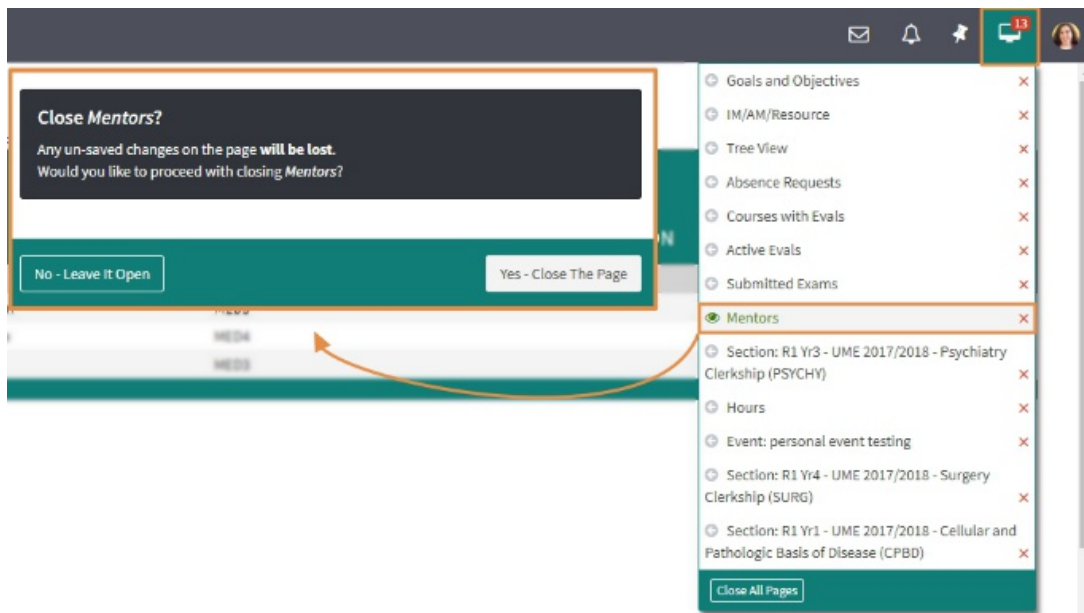 13
Close Mentors?
Any un-saved changes on the page will be lost.
Would you like to proceed with closing Mentors?
No - Leave It Open
Yes - Close The Page
N
MED4
MED3
Goals and Objectives
IM/AM/Resource
Tree View
Absence Requests
Courses with Evals
Active Evals
Submitted Exams
Mentors
Section: R1 Yr3 - UME 2017/2018 - Psychiatry
Clerkship (PSYCHY)
Hours
Event: personal event testing
Section: R1 Yr4 - UME 2017/2018 - Surgery
Clerkship (SURG)
Section: R1 Yr1 - UME 2017/2018 - Cellular and
Pathologic Basis of Disease (CPBD)
Close All Pages